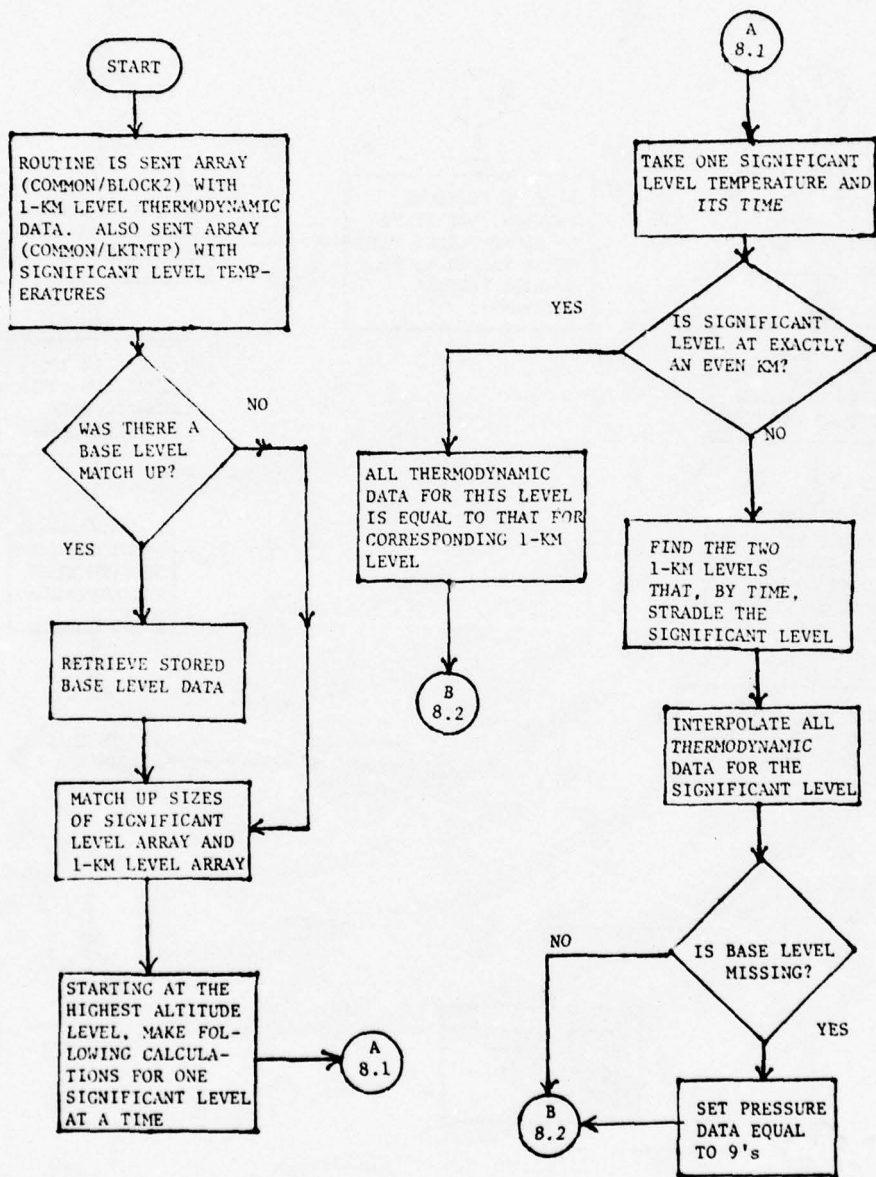 START
ROUTINE IS SENT ARRAY
(COMMON/BLOCK2) WITH
1-KM LEVEL THERMODYNAMIC
DATA. ALSO SENT ARRAY
(COMMON/LKTMTP) WITH
SIGNIFICANT LEVEL TEMP-
ERATURES
WAS THERE A
BASE LEVEL
MATCH UP?
NO
YES
RETRIEVE STORED
BASE LEVEL DATA
MATCH UP SIZES
OF SIGNIFICANT
LEVEL ARRAY AND
1-KM LEVEL ARRAY
STARTING AT THE
HIGHEST ALTITUDE
LEVEL, MAKE FOL-
LOWING CALCULA-
TIONS FOR ONE
SIGNIFICANT LEVEL
AT A TIME
A
8.1
A
8.1
TAKE ONE SIGNIFICANT
LEVEL TEMPERATURE AND
ITS TIME
IS SIGNIFICANT
LEVEL AT EXACTLY
AN EVEN KM?
YES
NO
ALL THERMODYNAMIC
DATA FOR THIS LEVEL
IS EQUAL TO THAT FOR
CORRESPONDING 1-KM
LEVEL
B
8.2
FIND THE TWO
1-KM LEVELS
THAT, BY TIME,
STRADLE THE
SIGNIFICANT LEVEL
INTERPOLATE ALL
THERMODYNAMIC
DATA FOR THE
SIGNIFICANT LEVEL
IS BASE LEVEL
MISSING?
NO
YES
SET PRESSURE
DATA EQUAL
TO 9's
B
8.2